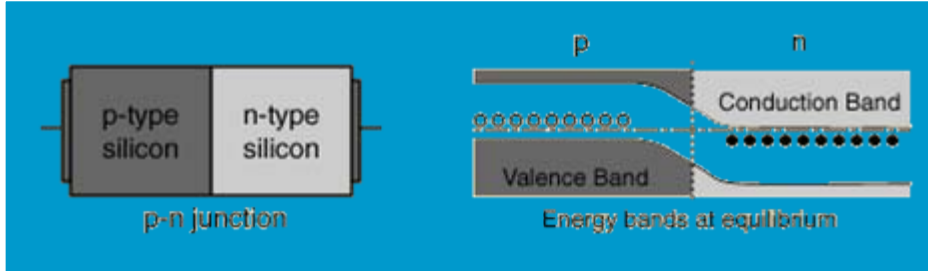 p-type
silicon
n-type
silicon
p-n junction
p
n
Conduction Band
Valence Band
Energy bands at equilibrium